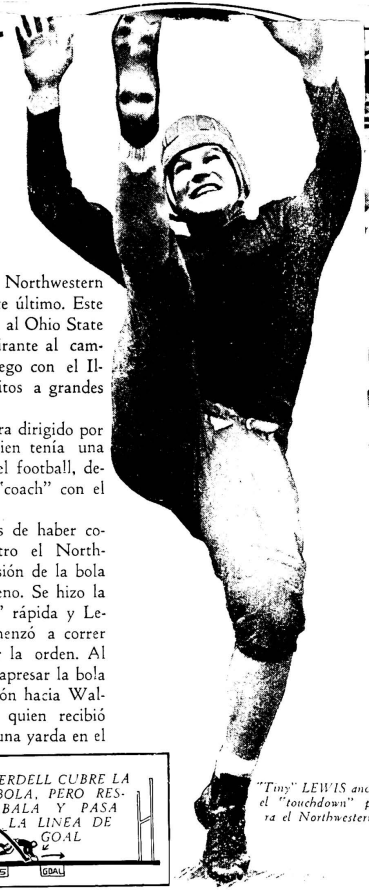 Northwestern
te último. Este
al Ohio State
irante al cam-
ego con el Il-
itos a grandes
ra dirigido por
ien tenía una
el football, de-
"coach" con el
s de haber co-
tro el North-
sión de la bola
eno. Se hizo la
" rápida y Le-
menzó a correr
r la orden. Al
apresar la bola
ón hacia Wal-
quien recibió
una yarda en el
ERDELL CUBRE LA
BOLA, PERO RES-
BALA Y PASA
LA LINEA DE
GOAL
GOAL
"Tiny" LEWIS ano
el "touchdown" p
ra el Northwestern